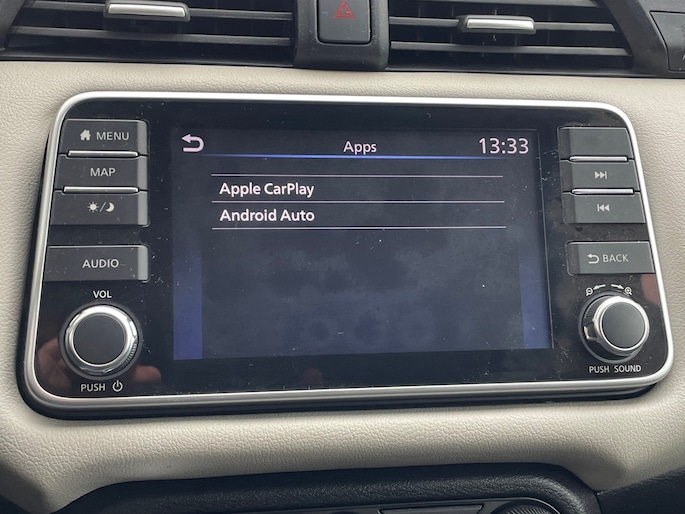 MENU
MAP
AUDIO
VOL
PUSH
Apps
13:33
Apple CarPlay
Android Auto
BACK
PUSH SOUND